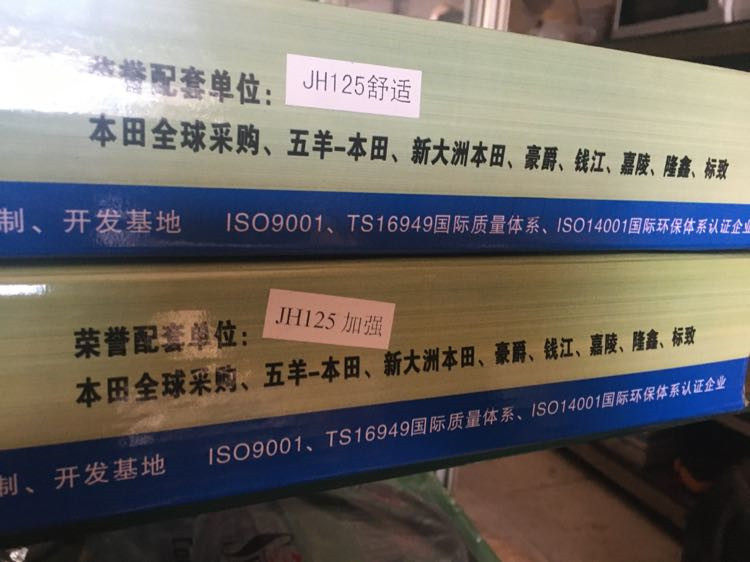 荣誉配套单位: JH125舒适
本田全球采购、五羊-本田、新大洲本田、豪爵、钱江、嘉陵、隆鑫、标致
制、开发基地 ISO9001、TS16949国际质量体系、ISO14001国际环保体系认证企业
荣誉配套单位: JH125 加强
本田全球采购、五羊-本田、新大洲本田、豪爵、钱江、嘉陵、隆鑫、标致
制、开发基地 ISO9001、TS16949国际质量体系、ISO14001国际环保体系认证企业